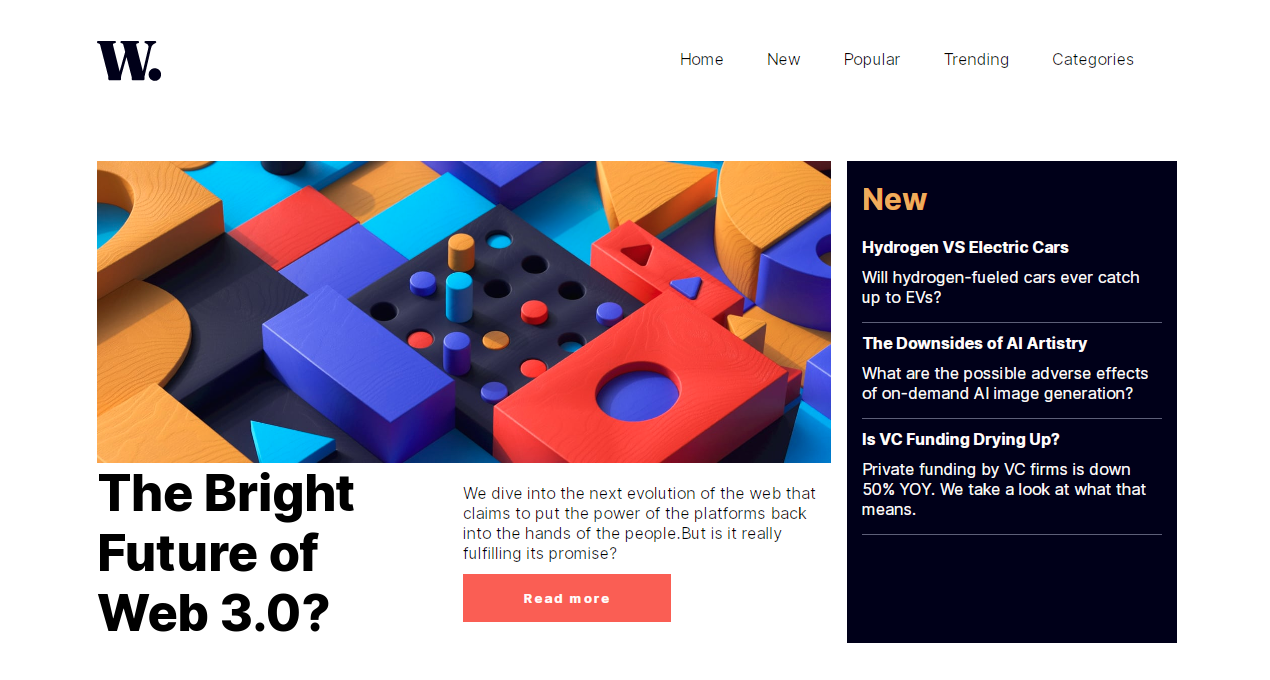 W.
Home New Popular Trending Categories
The Bright
Future of
Web 3.0?
We dive into the next evolution of the web that
claims to put the power of the platforms back
into the hands of the people.But is it really
fulfilling its promise?
Read more
New
Hydrogen VS Electric Cars
Will hydrogen-fueled cars ever catch
up to EVs?
The Downsides of AI Artistry
What are the possible adverse effects
of on-demand AI image generation?
Is VC Funding Drying Up?
Private funding by VC firms is down
50% YOY. We take a look at what that
means.